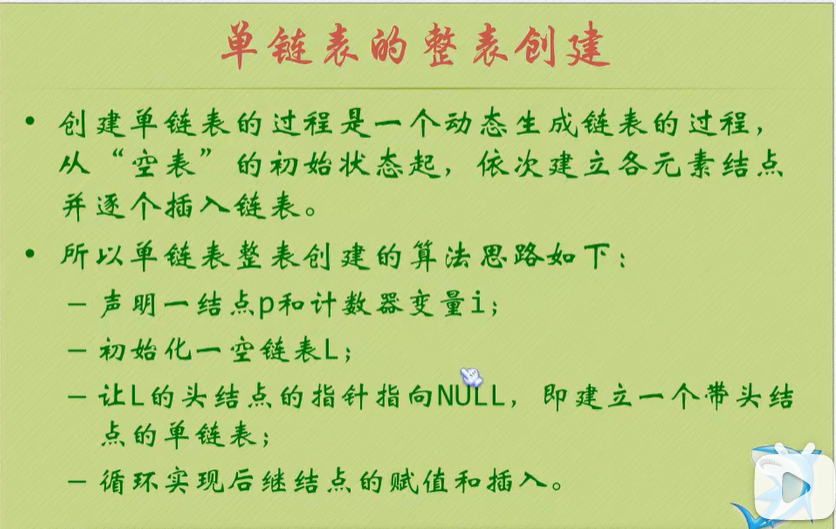 单链表的整表创建
• 创建单链表的过程是一个动态生成链表的过程，
从“空表”的初始状态起，依次建立各元素结点
并逐个插入链表。
• 所以单链表整表创建的算法思路如下：
– 声明一结点p和计数器变量i；
– 初始化一空链表L；
– 让L的头结点的指针指向NULL，即建立一个带头结
点的单链表；
– 循环实现后继结点的赋值和插入。